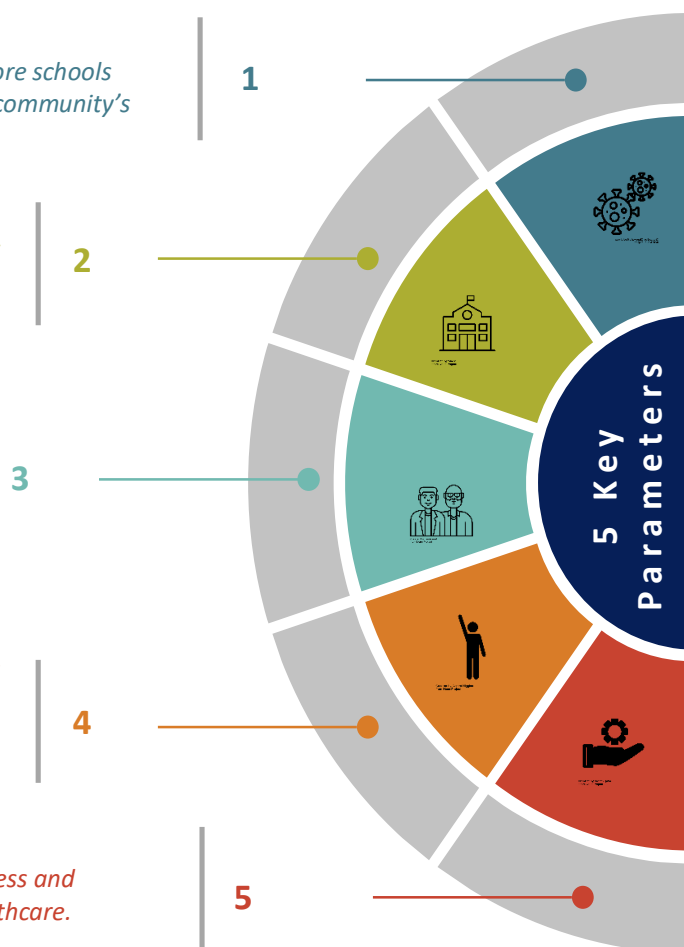 ore schools
community's
1
2
3
4
5
ess and
thcare.
5 Key
Parameters